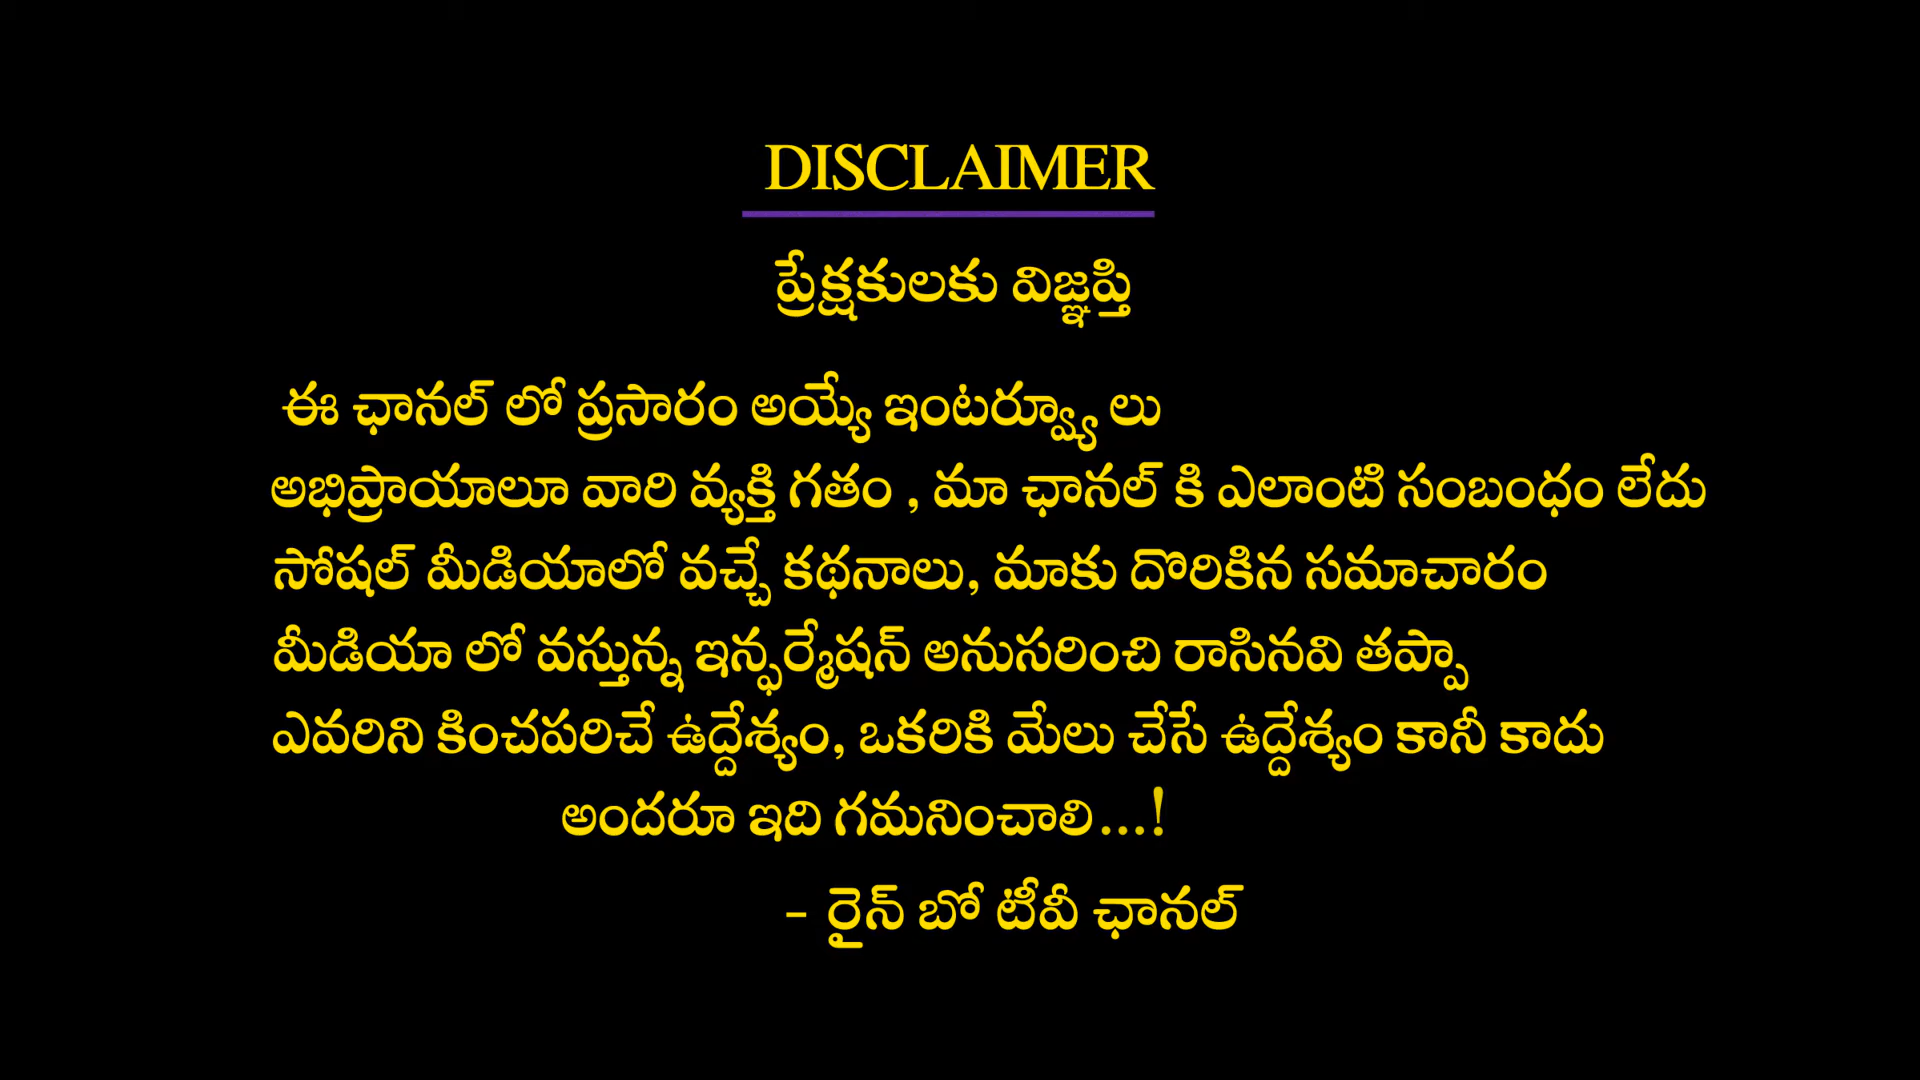 DISCLAIMER
ప్రేక్షకులకు విజ్ఞప్తి
ఈ ఛానల్ లో ప్రసారం అయ్యే ఇంటర్వ్యూ లు
అభిప్రాయాలూ వారి వ్యక్తి గతం , మా ఛానల్ కి ఎలాంటి సంబంధం లేదు
సోషల్ మీడియాలో వచ్చే కథనాలు, మాకు దొరికిన సమాచారం
మీడియా లో వస్తున్న ఇన్ఫర్మేషన్ అనుసరించి రాసినవి తప్పా
ఎవరిని కించపరిచే ఉద్దేశ్యం, ఒకరికి మేలు చేసే ఉద్దేశ్యం కానీ కాదు
అందరూ ఇది గమనించాలి...!
- రైన్ బో టీవీ ఛానల్